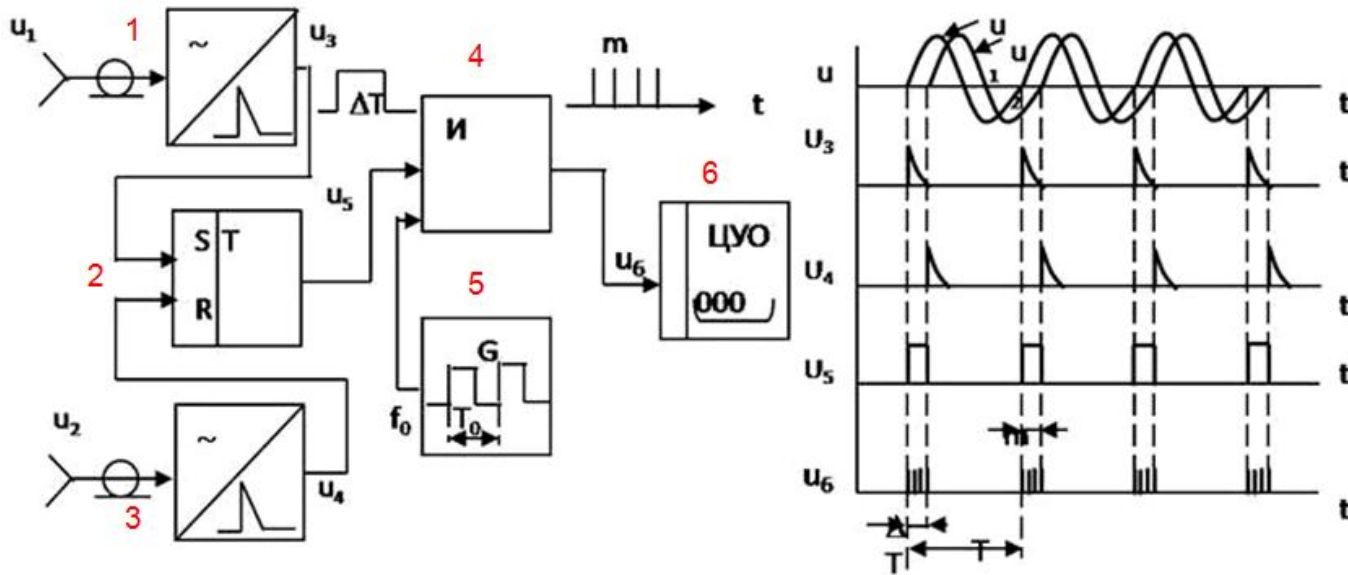 1
u₁
~
u₃
ΔT
4
И
m
t
2
S T
R
u₅
5
G
T₀
f₀
u₆
6
ЦУО
000
u₂
~
3
u₄
u
u
u
1
2
t
U₃
t
U₄
t
U₅
t
m
u₆
t
Δ
T
T